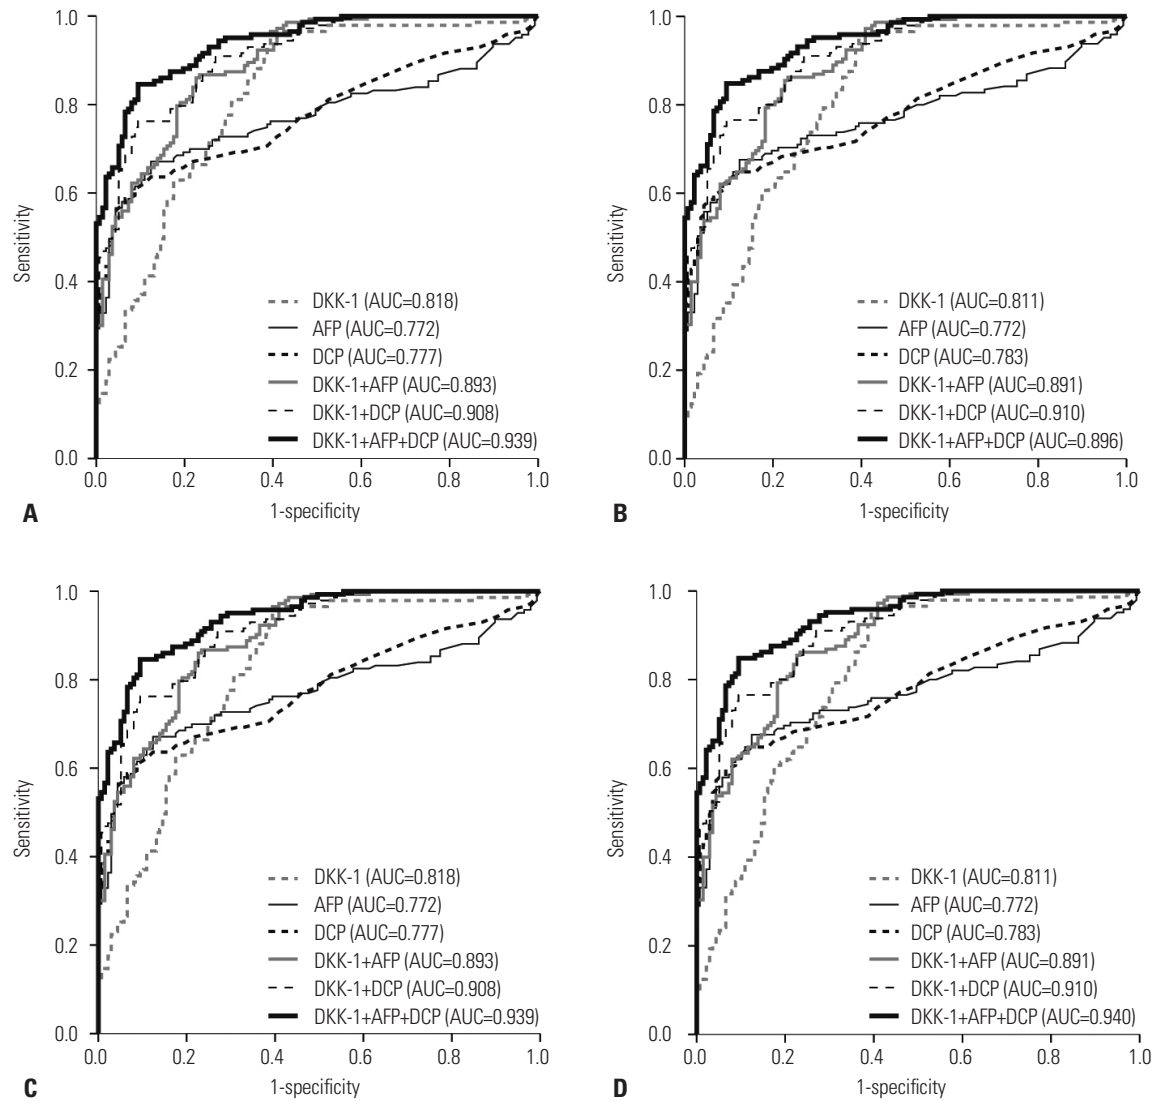 1.0
0.8
0.6
0.4
0.2
0.0
Sensitivity
DKK-1 (AUC=0.818)
AFP (AUC=0.772)
DCP (AUC=0.777)
DKK-1+AFP (AUC=0.893)
DKK-1+DCP (AUC=0.908)
DKK-1+AFP+DCP (AUC=0.939)
0.0 0.2 0.4 0.6 0.8 1.0
1-specificity
A
1.0
0.8
0.6
0.4
0.2
0.0
Sensitivity
DKK-1 (AUC=0.811)
AFP (AUC=0.772)
DCP (AUC=0.783)
DKK-1+AFP (AUC=0.891)
DKK-1+DCP (AUC=0.910)
DKK-1+AFP+DCP (AUC=0.896)
0.0 0.2 0.4 0.6 0.8 1.0
1-specificity
B
1.0
0.8
0.6
0.4
0.2
0.0
Sensitivity
DKK-1 (AUC=0.818)
AFP (AUC=0.772)
DCP (AUC=0.777)
DKK-1+AFP (AUC=0.893)
DKK-1+DCP (AUC=0.908)
DKK-1+AFP+DCP (AUC=0.939)
0.0 0.2 0.4 0.6 0.8 1.0
1-specificity
C
1.0
0.8
0.6
0.4
0.2
0.0
Sensitivity
DKK-1 (AUC=0.811)
AFP (AUC=0.772)
DCP (AUC=0.783)
DKK-1+AFP (AUC=0.891)
DKK-1+DCP (AUC=0.910)
DKK-1+AFP+DCP (AUC=0.940)
0.0 0.2 0.4 0.6 0.8 1.0
1-specificity
D